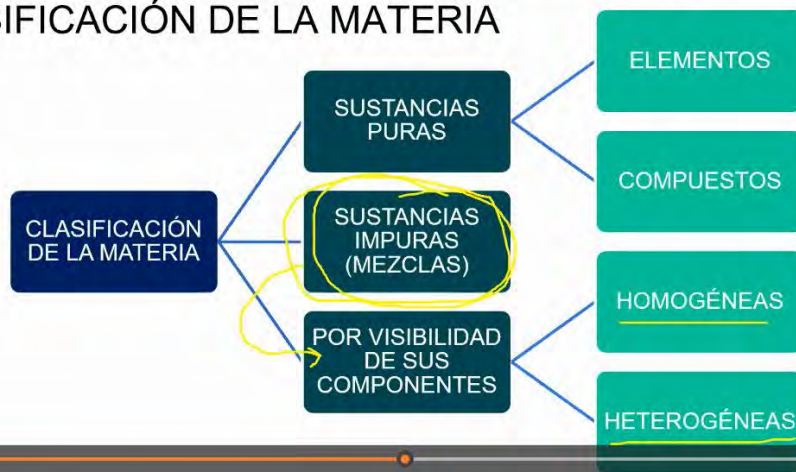 IFICACIÓN DE LA MATERIA
ELEMENTOS
SUSTANCIAS
PURAS
COMPUESTOS
CLASIFICACIÓN
DE LA MATERIA
SUSTANCIAS
IMPURAS
(MEZCLAS)
HOMOGÉNEAS
POR VISIBILIDAD
DE SUS
COMPONENTES
HETEROGÉNEAS